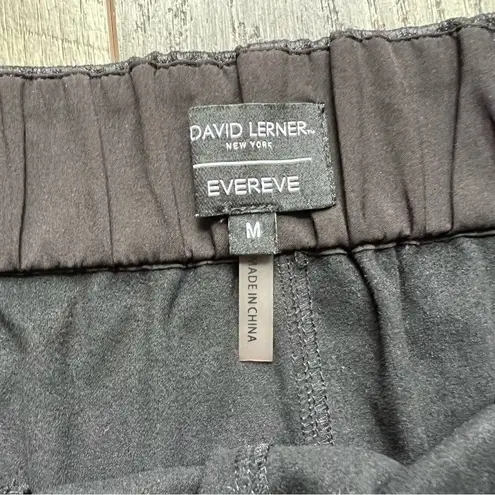 DAVID LERNER
NEW YORK
EVEREVE
M
MADE IN CHINA